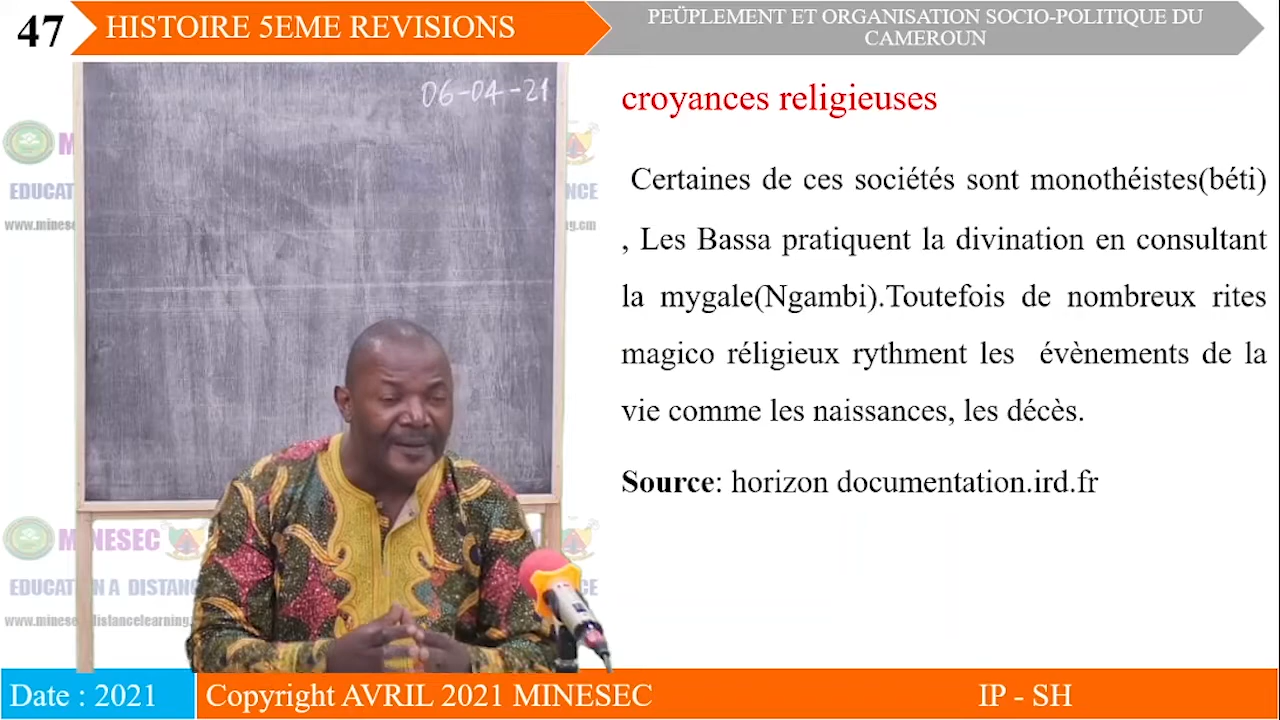 47
HISTOIRE 5EME REVISIONS
PEÜPLEMENT ET ORGANISATION SOCIO-POLITIQUE DU
CAMEROUN
06-04-21
croyances religieuses
Certaines de ces sociétés sont monothéistes(béti)
, Les Bassa pratiquent la divination en consultant
la mygale(Ngambi).Toutefois de nombreux rites
magico réligieux rythment les évènements de la
vie comme les naissances, les décès.
Source: horizon documentation.ird.fr
MINESEC
EDUCATION A DISTANCE
Date : 2021
Copyright AVRIL 2021 MINESEC
IP - SH